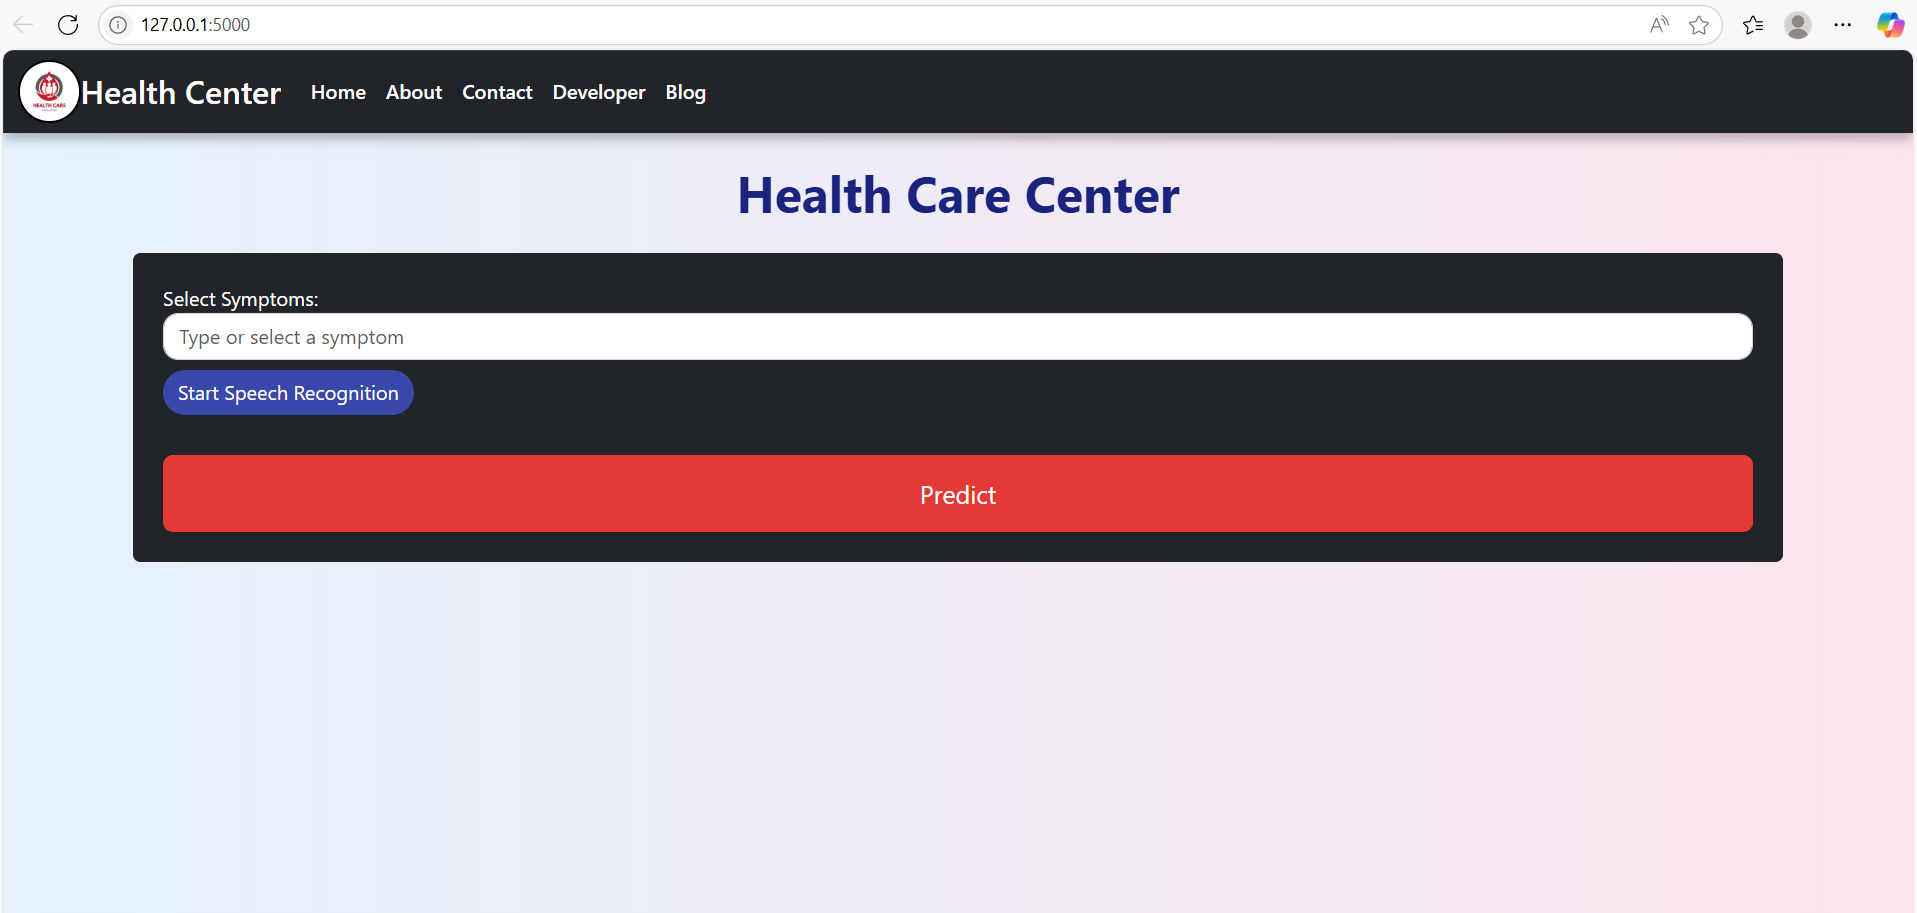 127.0.0.1:5000
HEALTH CARE
Health Center Home About Contact Developer Blog
Health Care Center
Select Symptoms:
Type or select a symptom
Start Speech Recognition
Predict